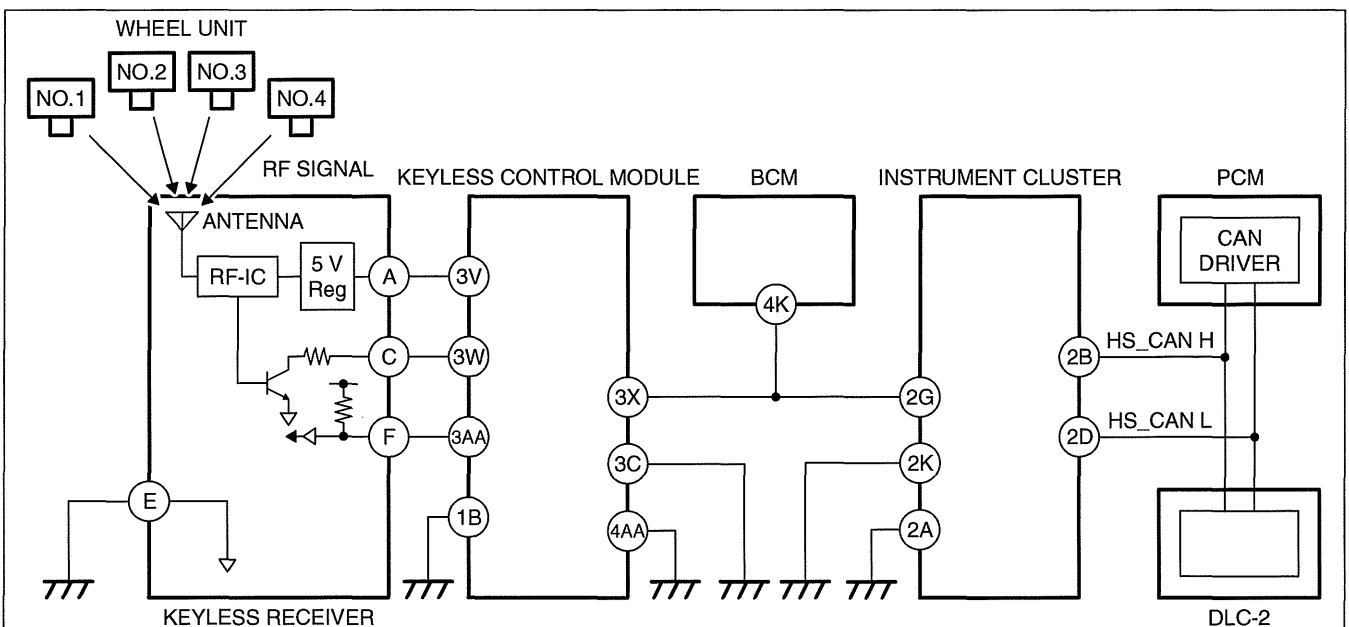 WHEEL UNIT
NO.1
NO.2
NO.3
NO.4
RF SIGNAL
KEYLESS CONTROL MODULE
BCM
INSTRUMENT CLUSTER
PCM
ANTENNA
RF-IC
5 V
Reg
A
3V
CAN
DRIVER
4K
C
3W
2B
HS_CAN H
3X
2G
F
3AA
2D
HS_CAN L
3C
2K
E
1B
4AA
2A
KEYLESS RECEIVER
DLC-2